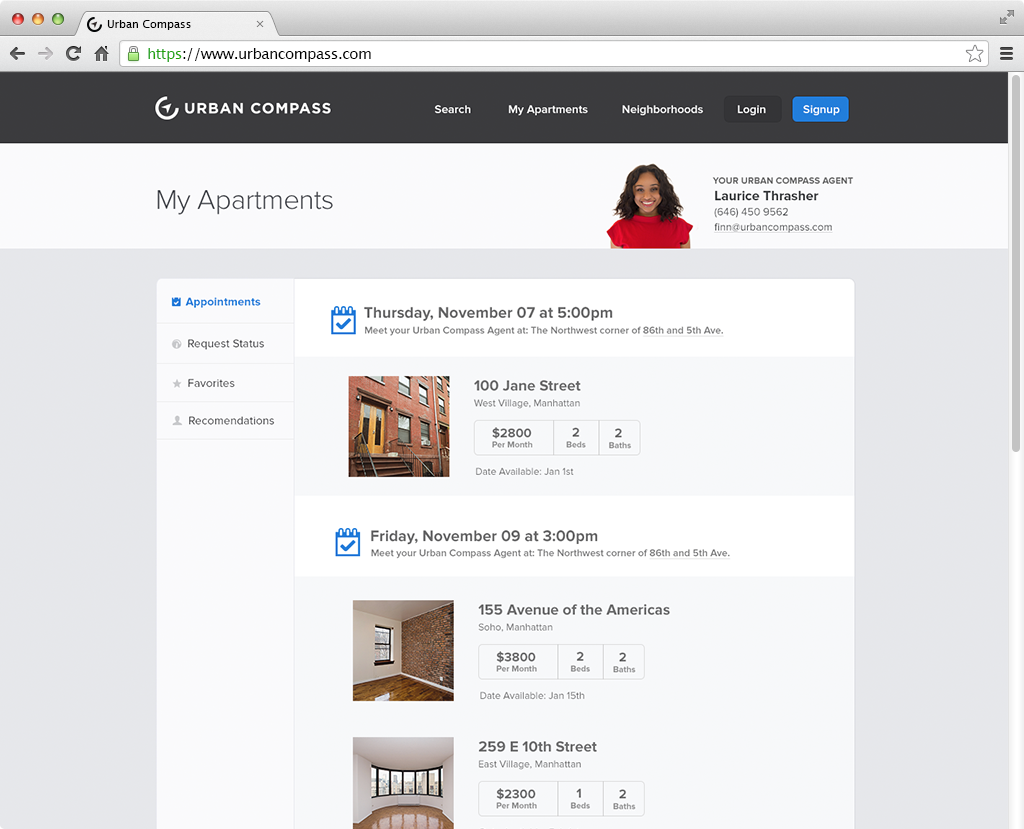 Urban Compass
https://www.urbancompass.com
URBAN COMPASS
Search
My Apartments
Neighborhoods
Login
Signup
My Apartments
YOUR URBAN COMPASS AGENT
Laurice Thrasher
(646) 450 9562
finn@urbancompass.com
Appointments
Request Status
Favorites
Recomendations
Thursday, November 07 at 5:00pm
Meet your Urban Compass Agent at: The Northwest corner of 86th and 5th Ave.
100 Jane Street
West Village, Manhattan
$2800 2 2
Per Month Beds Baths
Date Available: Jan 1st
Friday, November 09 at 3:00pm
Meet your Urban Compass Agent at: The Northwest corner of 86th and 5th Ave.
155 Avenue of the Americas
Soho, Manhattan
$3800 2 2
Per Month Beds Baths
Date Available: Jan 15th
259 E 10th Street
East Village, Manhattan
$2300 1 2
Per Month Beds Baths